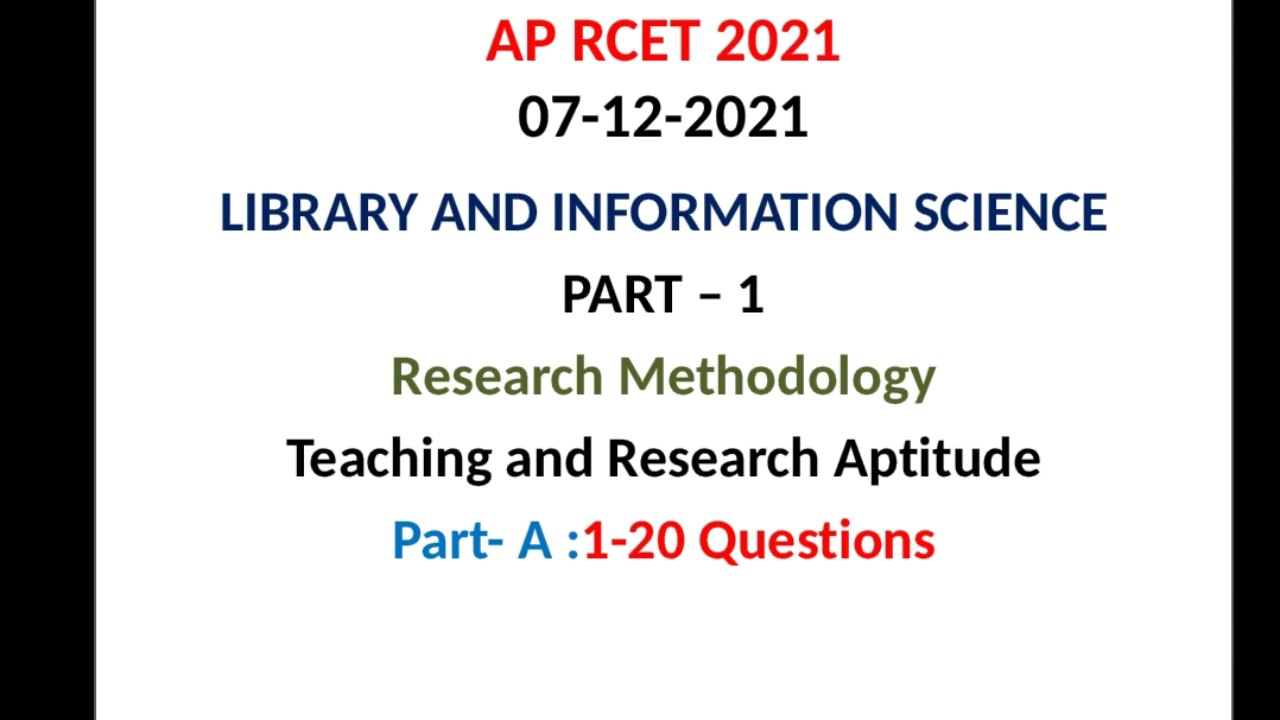 AP RCET 2021
07-12-2021
LIBRARY AND INFORMATION SCIENCE
PART – 1
Research Methodology
Teaching and Research Aptitude
Part- A :1-20 Questions